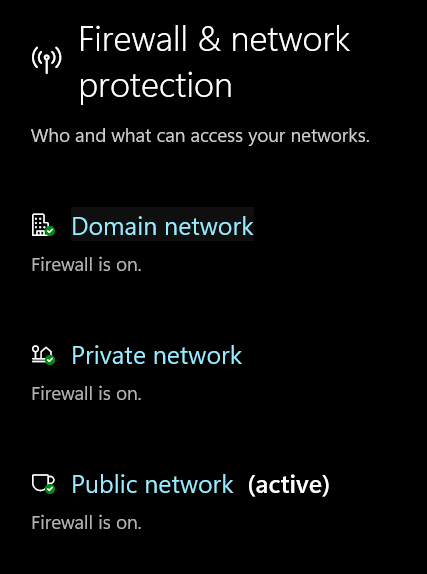 Firewall & network
protection
Who and what can access your networks.
Domain network
Firewall is on.
Private network
Firewall is on.
Public network (active)
Firewall is on.